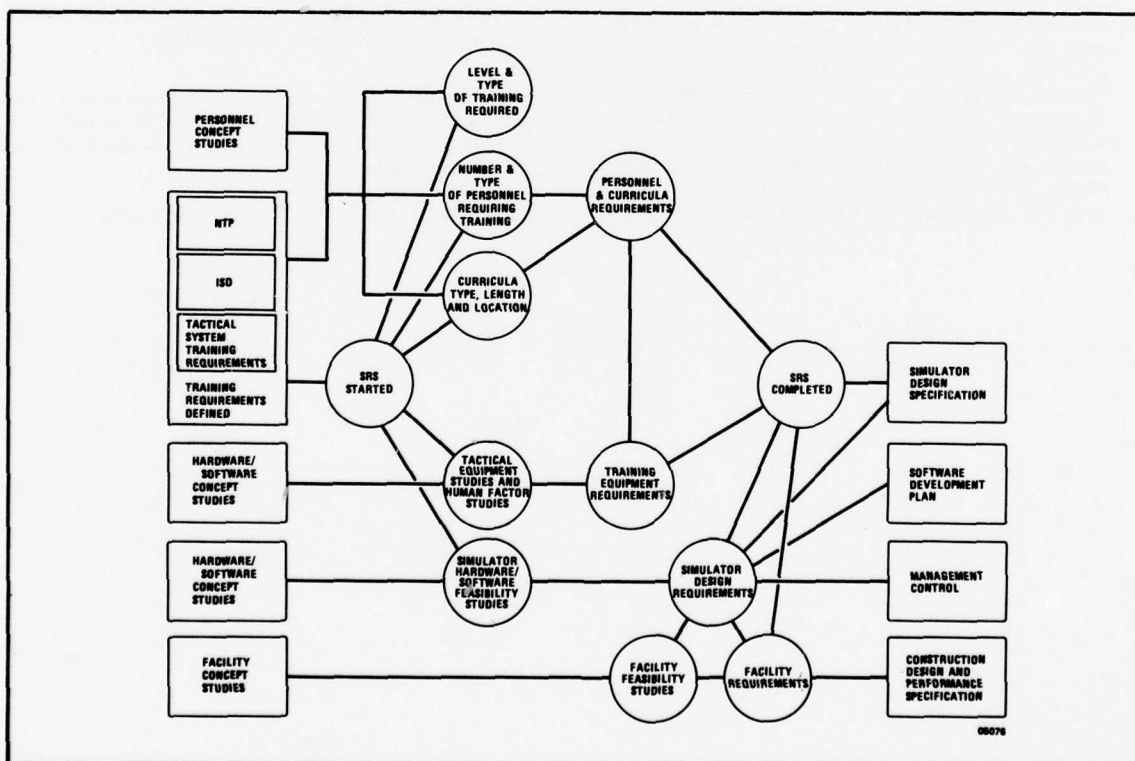 LEVEL &
TYPE
OF TRAINING
REQUIRED
PERSONNEL
CONCEPT
STUDIES
NUMBER &
TYPE
OF PERSONNEL
REQUIRING
TRAINING
PERSONNEL
& CURRICULA
REQUIREMENTS
NTP
ISD
TACTICAL
SYSTEM
TRAINING
REQUIREMENTS
TRAINING
REQUIREMENTS
DEFINED
CURRICULA
TYPE, LENGTH
AND LOCATION
SRS
STARTED
SRS
COMPLETED
SIMULATOR
DESIGN
SPECIFICATION
HARDWARE/
SOFTWARE
CONCEPT
STUDIES
TACTICAL
EQUIPMENT
STUDIES AND
HUMAN FACTOR
STUDIES
TRAINING
EQUIPMENT
REQUIREMENTS
SOFTWARE
DEVELOPMENT
PLAN
HARDWARE/
SOFTWARE
CONCEPT
STUDIES
SIMULATOR
HARDWARE/
SOFTWARE
FEASIBILITY
STUDIES
SIMULATOR
DESIGN
REQUIREMENTS
MANAGEMENT
CONTROL
FACILITY
CONCEPT
STUDIES
FACILITY
FEASIBILITY
STUDIES
FACILITY
REQUIREMENTS
CONSTRUCTION
DESIGN AND
PERFORMANCE
SPECIFICATION
05076